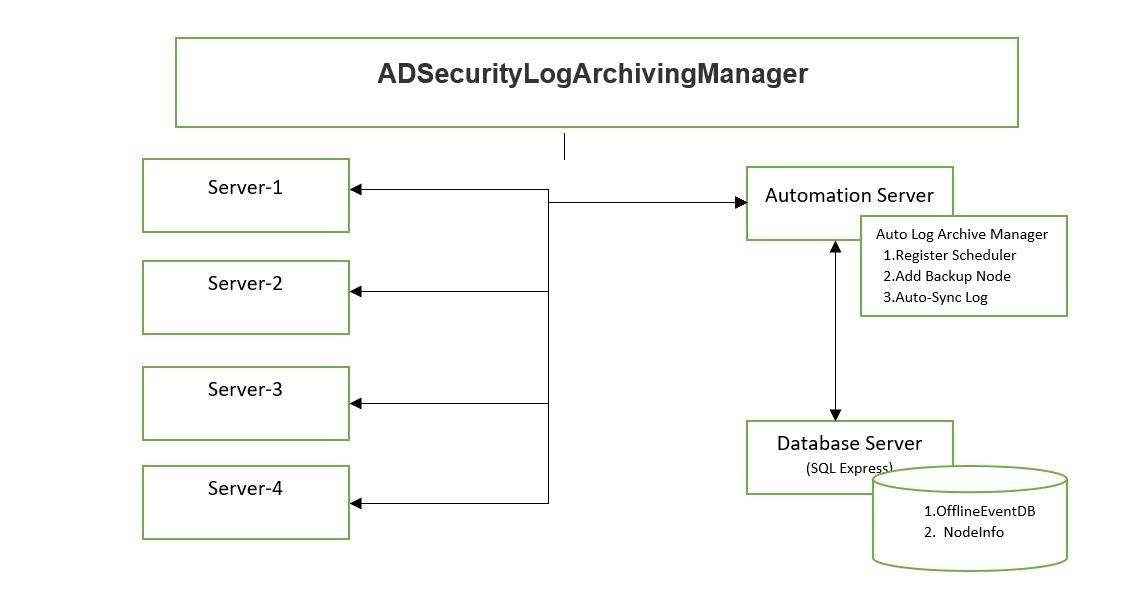 ADSecurityLogArchivingManager
Server-1
Server-2
Server-3
Server-4
Automation Server
Auto Log Archive Manager
1.Register Scheduler
2.Add Backup Node
3.Auto-Sync Log
Database Server
(SQL Express)
1.OfflineEventDB
2. NodeInfo